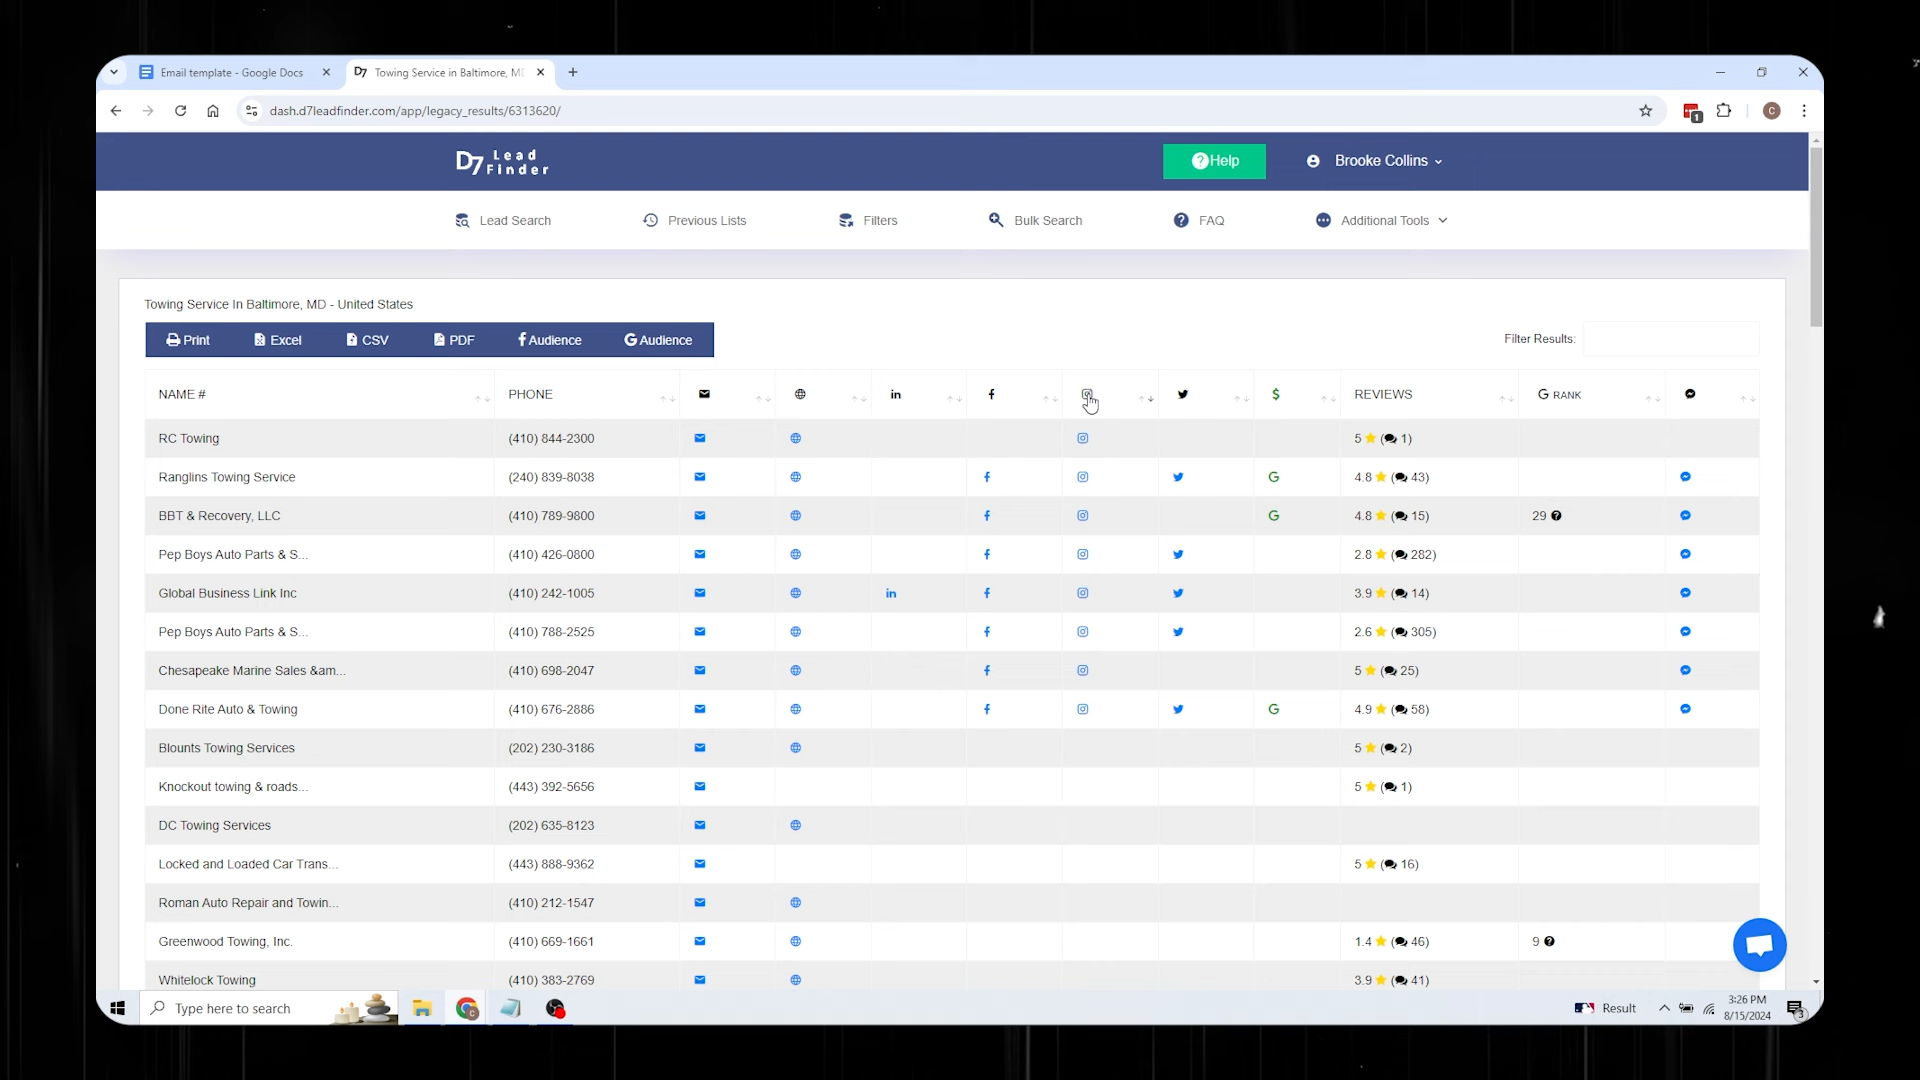 Email template - Google Docs
Towing Service in Baltimore, MD
dash.d7leadfinder.com/app/legacy_results/6313620/
1
C
D7 Lead Finder
Help
Brooke Collins
Lead Search
Previous Lists
Filters
Bulk Search
FAQ
Additional Tools
Towing Service In Baltimore, MD - United States
Print Excel CSV PDF Audience Audience
Filter Results:
NAME # PHONE in f $ REVIEWS G RANK
RC Towing (410) 844-2300 5 (1)
Ranglins Towing Service (240) 839-8038 f G 4.8 (43)
BBT & Recovery, LLC (410) 789-9800 f G 4.8 (15) 29
Pep Boys Auto Parts & S... (410) 426-0800 f 2.8 (282)
Global Business Link Inc (410) 242-1005 in f 3.9 (14)
Pep Boys Auto Parts & S... (410) 788-2525 f 2.6 (305)
Chesapeake Marine Sales &am... (410) 698-2047 f 5 (25)
Done Rite Auto & Towing (410) 676-2886 f G 4.9 (58)
Blounts Towing Services (202) 230-3186 5 (2)
Knockout towing & roads... (443) 392-5656 5 (1)
DC Towing Services (202) 635-8123
Locked and Loaded Car Trans... (443) 888-9362 5 (16)
Roman Auto Repair and Towin... (410) 212-1547
Greenwood Towing, Inc. (410) 669-1661 1.4 (46) 9
Whitelock Towing (410) 383-2769 3.9 (41)
Type here to search
Result
3:26 PM
8/15/2024
3